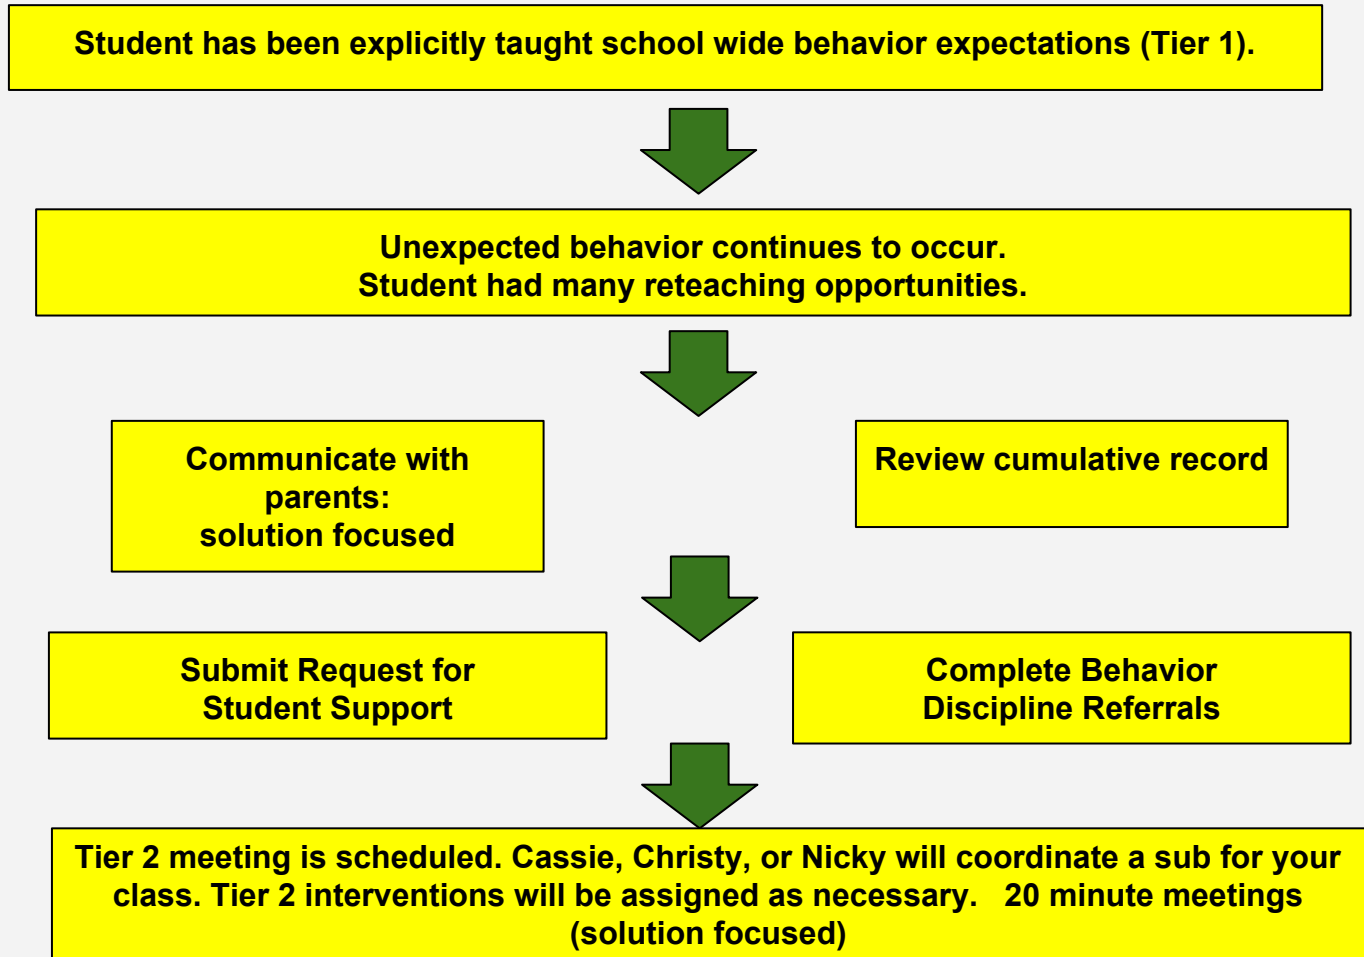 Student has been explicitly taught school wide behavior expectations (Tier 1).
Unexpected behavior continues to occur.
Student had many reteaching opportunities.
Communicate with
parents:
solution focused
Review cumulative record
Submit Request for
Student Support
Complete Behavior
Discipline Referrals
Tier 2 meeting is scheduled. Cassie, Christy, or Nicky will coordinate a sub for your
class. Tier 2 interventions will be assigned as necessary.   20 minute meetings
(solution focused)